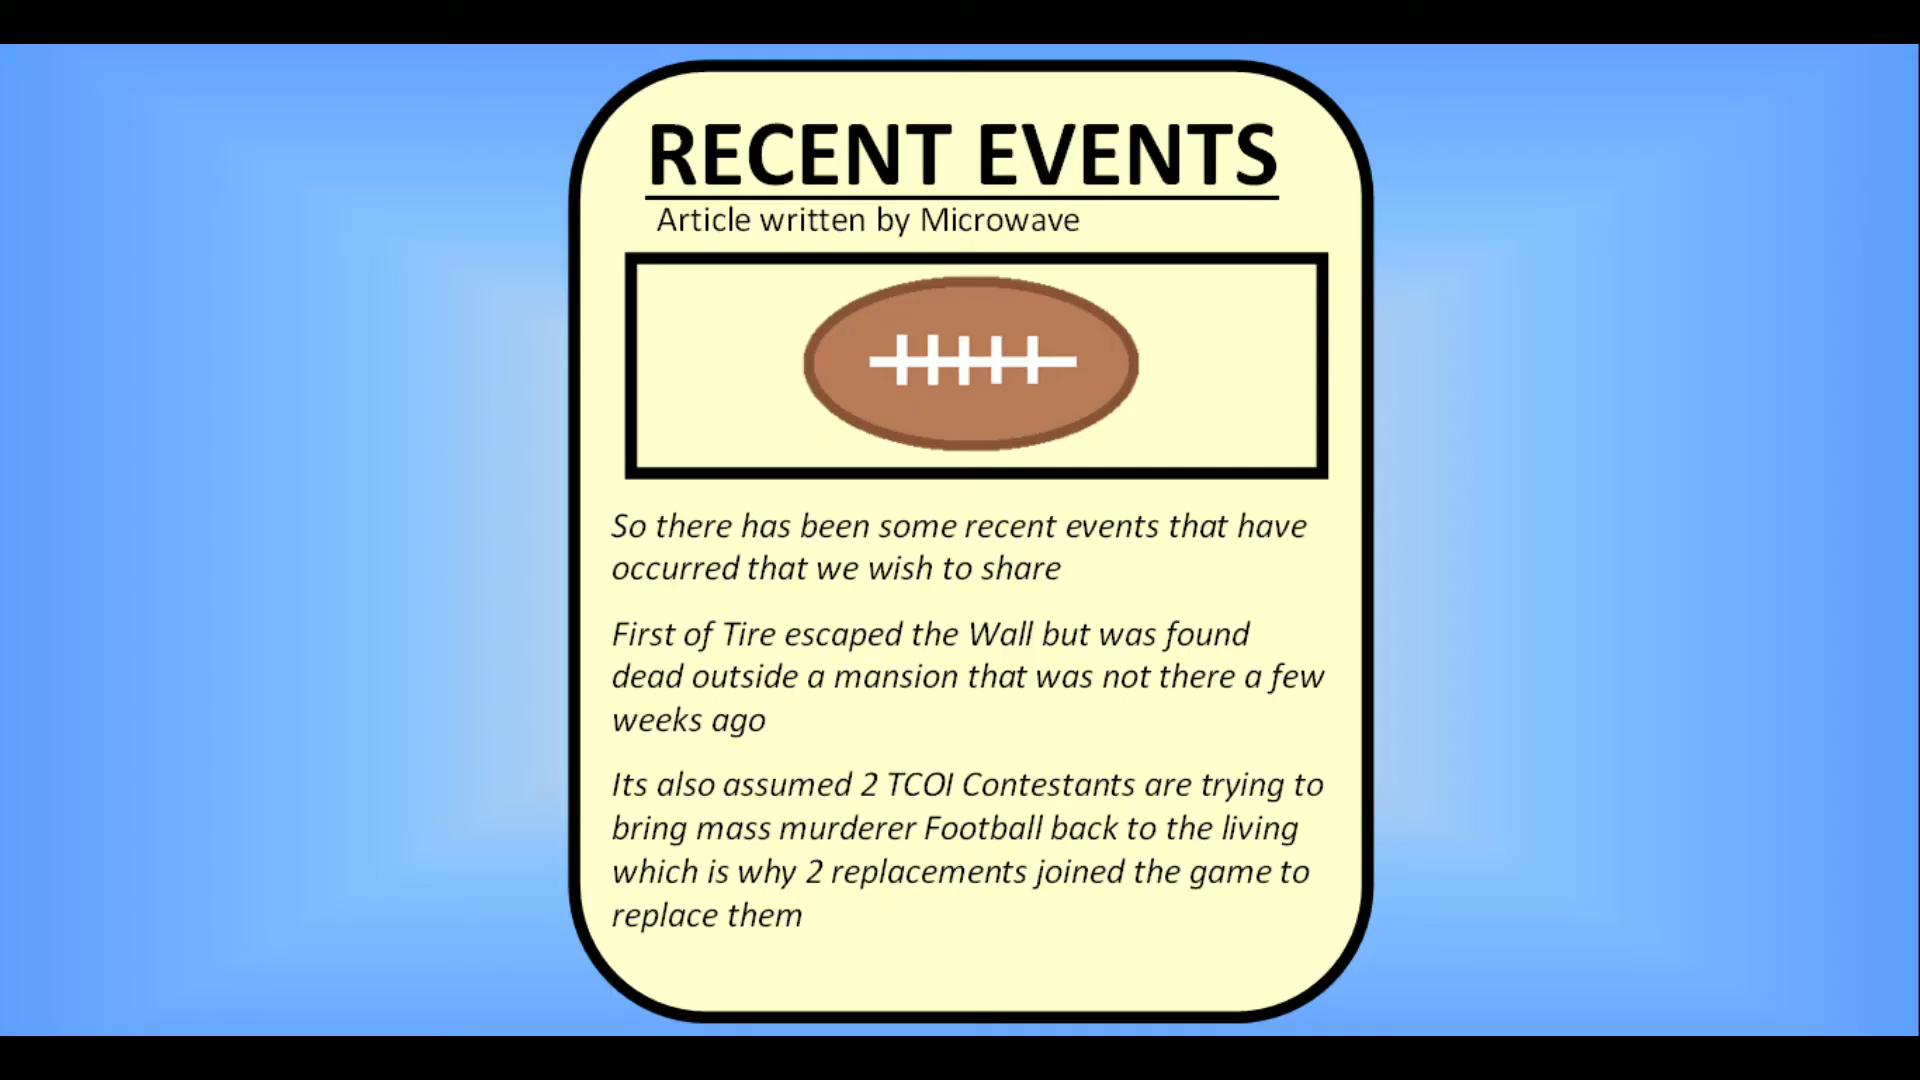 RECENT EVENTS
Article written by Microwave
So there has been some recent events that have
occurred that we wish to share
First of Tire escaped the Wall but was found
dead outside a mansion that was not there a few
weeks ago
Its also assumed 2 TCOI Contestants are trying to
bring mass murderer Football back to the living
which is why 2 replacements joined the game to
replace them